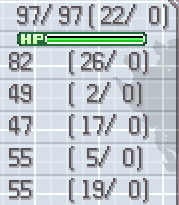 97/ 97(22/ 0)
HP
82 (26/ 0)
49 ( 2/ 0)
47 (17/ 0)
55 ( 5/ 0)
55 (19/ 0)